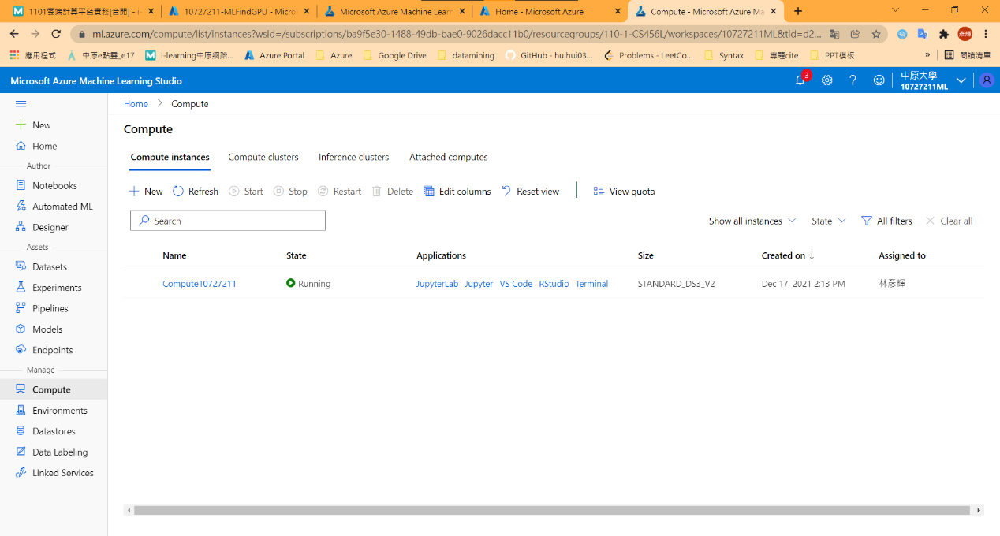 1101雲端計算平台實務[合開] - i-
10727211-MLFindGPU - Micro
Microsoft Azure Machine Learn
Home - Microsoft Azure
Compute - Microsoft Azure Ma
ml.azure.com/compute/list/instances?wsid=/subscriptions/ba9f5e30-1488-49db-bae0-9026dacc11b0/resourcegroups/110-1-CS456L/workspaces/10727211ML&tid=d2...
彥輝
應用程式
中原e點靈_e17
i-learning中原網路...
Azure Portal
Azure
Google Drive
datamining
GitHub - huihui03...
Problems - LeetCo...
Syntax
專題cite
PPT模板
»
閱讀清單
Microsoft Azure Machine Learning Studio
3
中原大學
10727211ML
Home > Compute
New
Home
Author
Notebooks
Automated ML
Designer
Assets
Datasets
Experiments
Pipelines
Models
Endpoints
Manage
Compute
Environments
Datastores
Data Labeling
Linked Services
Compute
Compute instances Compute clusters Inference clusters Attached computes
New Refresh Start Stop Restart Delete Edit columns Reset view View quota
Search
Show all instances State All filters Clear all
Name State Applications Size Created on ↓ Assigned to
Compute10727211 Running JupyterLab Jupyter VS Code RStudio Terminal STANDARD_DS3_V2 Dec 17, 2021 2:13 PM 林彥輝